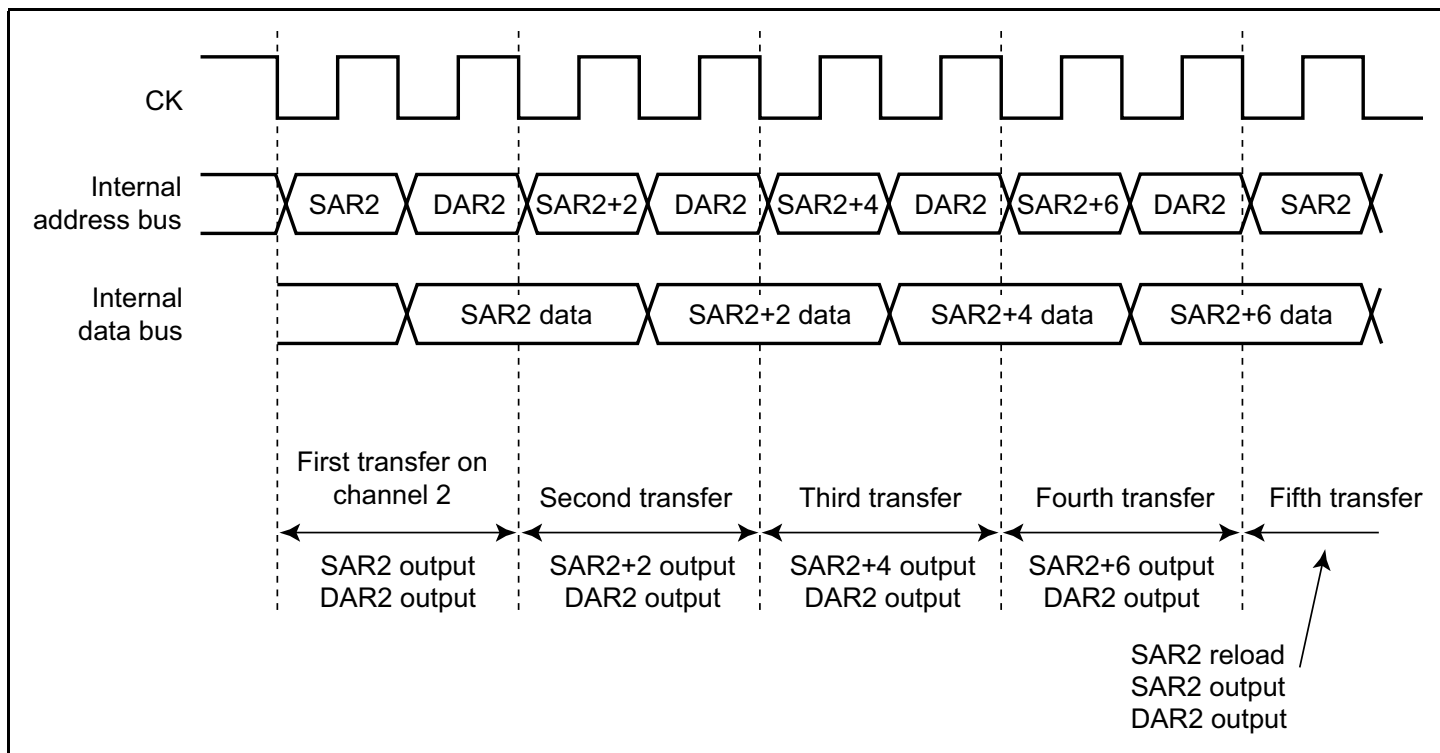 CK
Internal
address bus
SAR2 DAR2 SAR2+2 DAR2 SAR2+4 DAR2 SAR2+6 DAR2 SAR2
Internal
data bus
SAR2 data SAR2+2 data SAR2+4 data SAR2+6 data
First transfer on
channel 2
Second transfer Third transfer Fourth transfer Fifth transfer
SAR2 output SAR2+2 output SAR2+4 output SAR2+6 output
DAR2 output DAR2 output DAR2 output DAR2 output
SAR2 reload
SAR2 output
DAR2 output